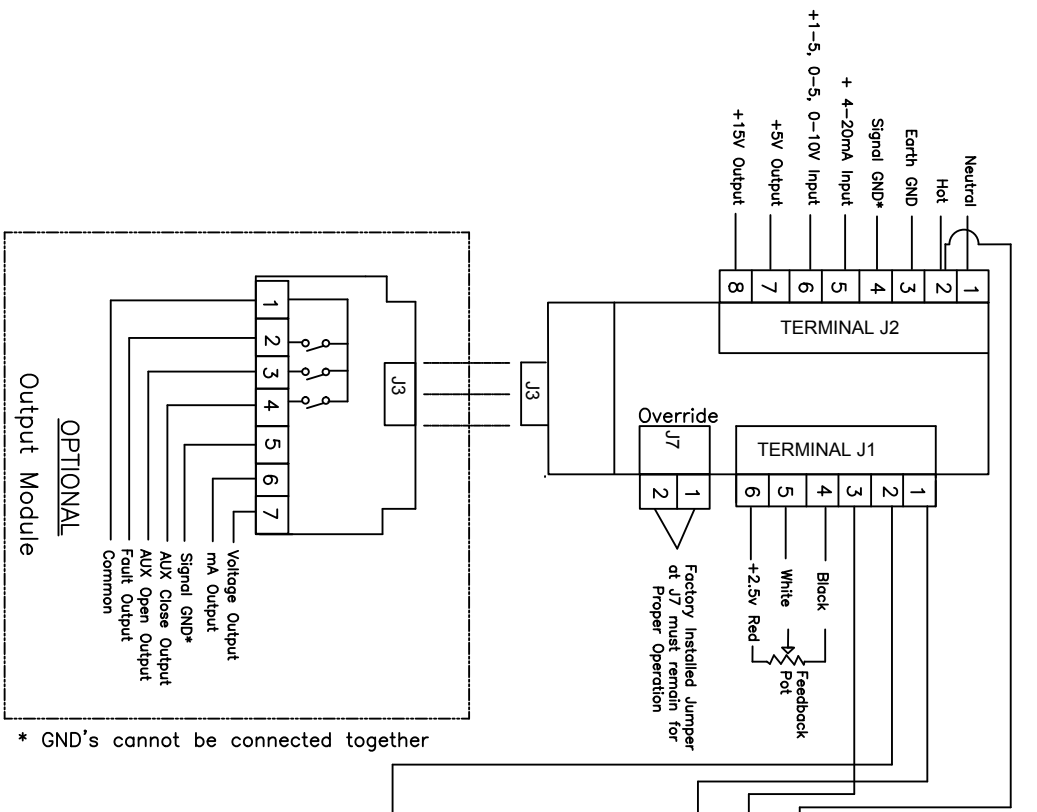 +1-5, 0-5, 0-10V Input
+ 4-20mA Input
+15V Output
+5V Output
Signal GND*
Earth GND
Hot
Neutral
8 7 6 5 4 3 2 1
TERMINAL J2
J3
J3
Override
J7
2 1
TERMINAL J1
6 5 4 3 2 1
+2.5v Red
White
Black
Feedback
Pot
Factory Installed Jumper
at J7 must remain for
Proper Operation
1
2
3
4
5
6
7
OPTIONAL
Output Module
Common
Fault Output
AUX Open Output
AUX Close Output
Signal GND*
mA Output
Voltage Output
* GND's cannot be connected together